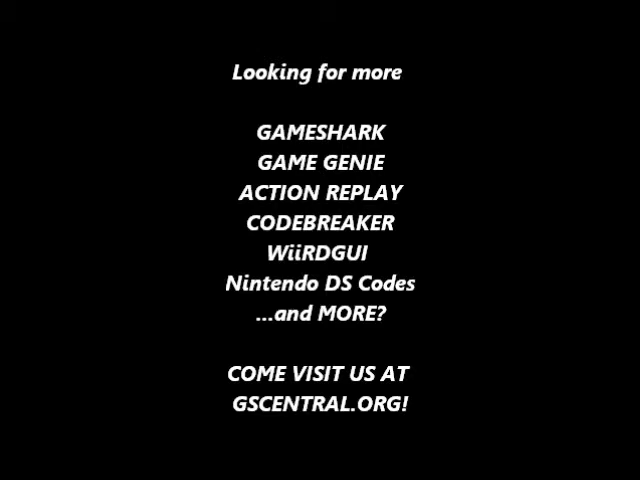 Looking for more
GAMESHARK
GAME GENIE
ACTION REPLAY
CODEBREAKER
WiiRDGUI
Nintendo DS Codes
...and MORE?
COME VISIT US AT
GSCENTRAL.ORG!